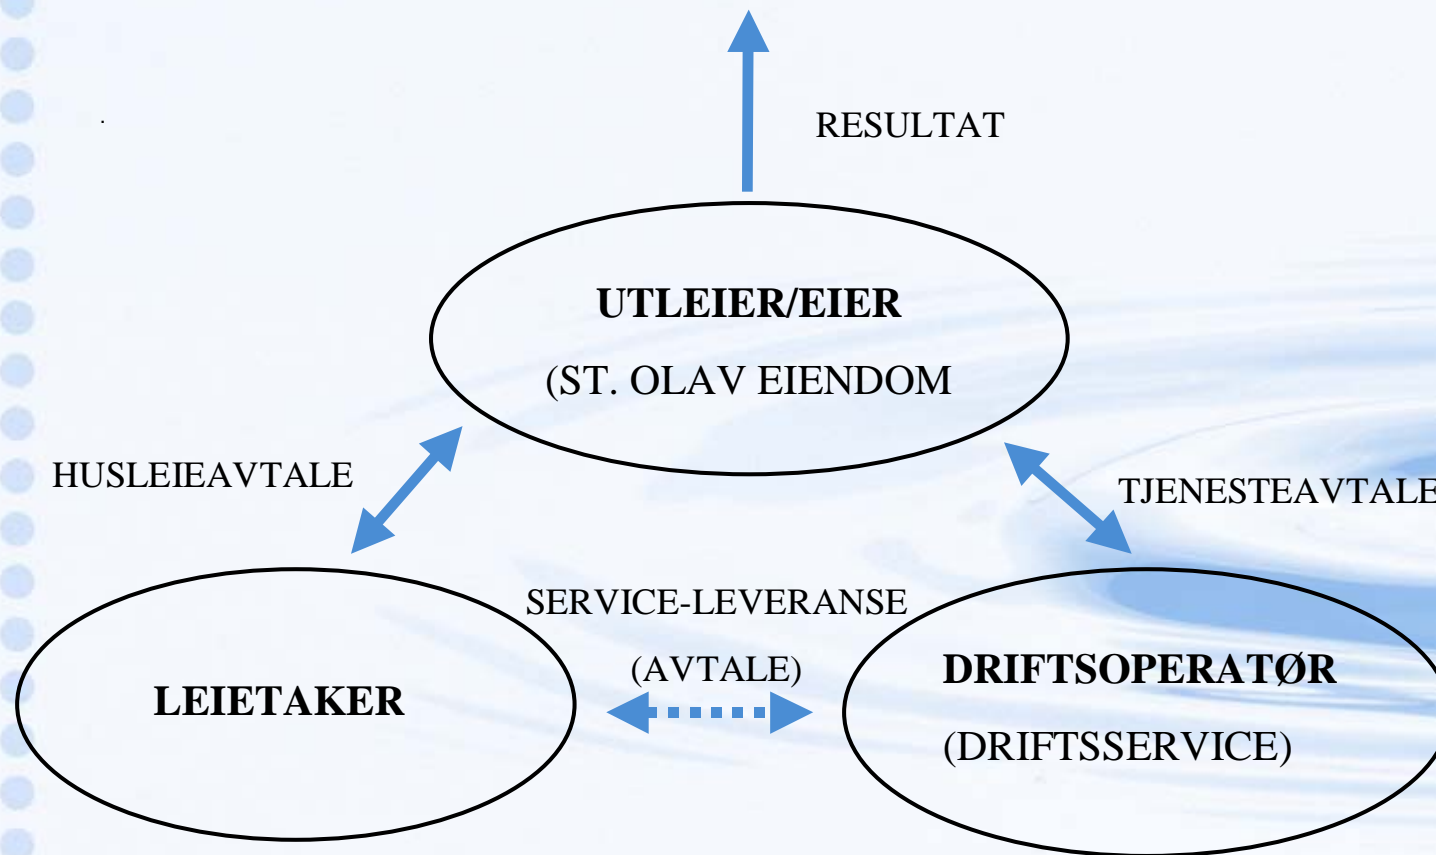 RESULTAT
UTLEIER/EIER
(ST. OLAV EIENDOM
HUSLEIEAVTALE
TJENESTEAVTALE
SERVICE-LEVERANSE
(AVTALE)
LEIETAKER
DRIFTSOPERATØR
(DRIFTSSERVICE)